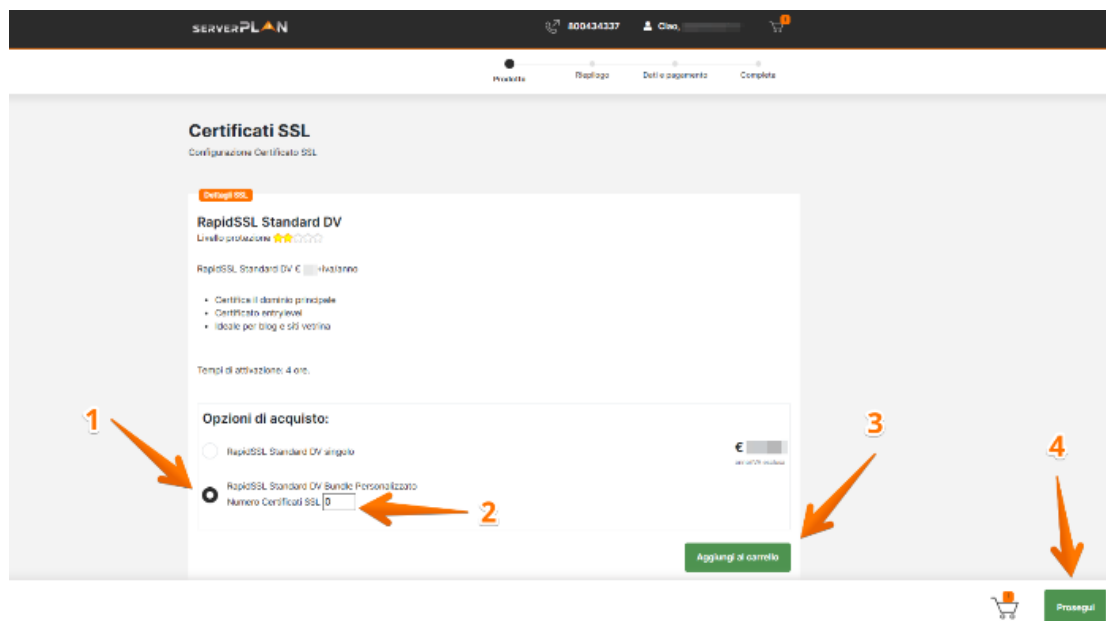 serverPLAN
800434337
Ciao,
Prodotto
Riepilogo
Dati e pagamento
Completa
Certificati SSL
Configurazione Certificato SSL
Dettagli SSL
RapidSSL Standard DV
Livello protezione
RapidSSL Standard DV € +iva/anno
• Certifica il dominio principale
• Certificato entrylevel
• Ideale per blog e siti vetrina
Tempi di attivazione: 4 ore.
Opzioni di acquisto:
1
3
4
RapidSSL Standard DV singolo
€
RapidSSL Standard DV Bundle Personalizzato
Numero Certificati SSL 0
2
Aggiungi al carrello
Prosegui